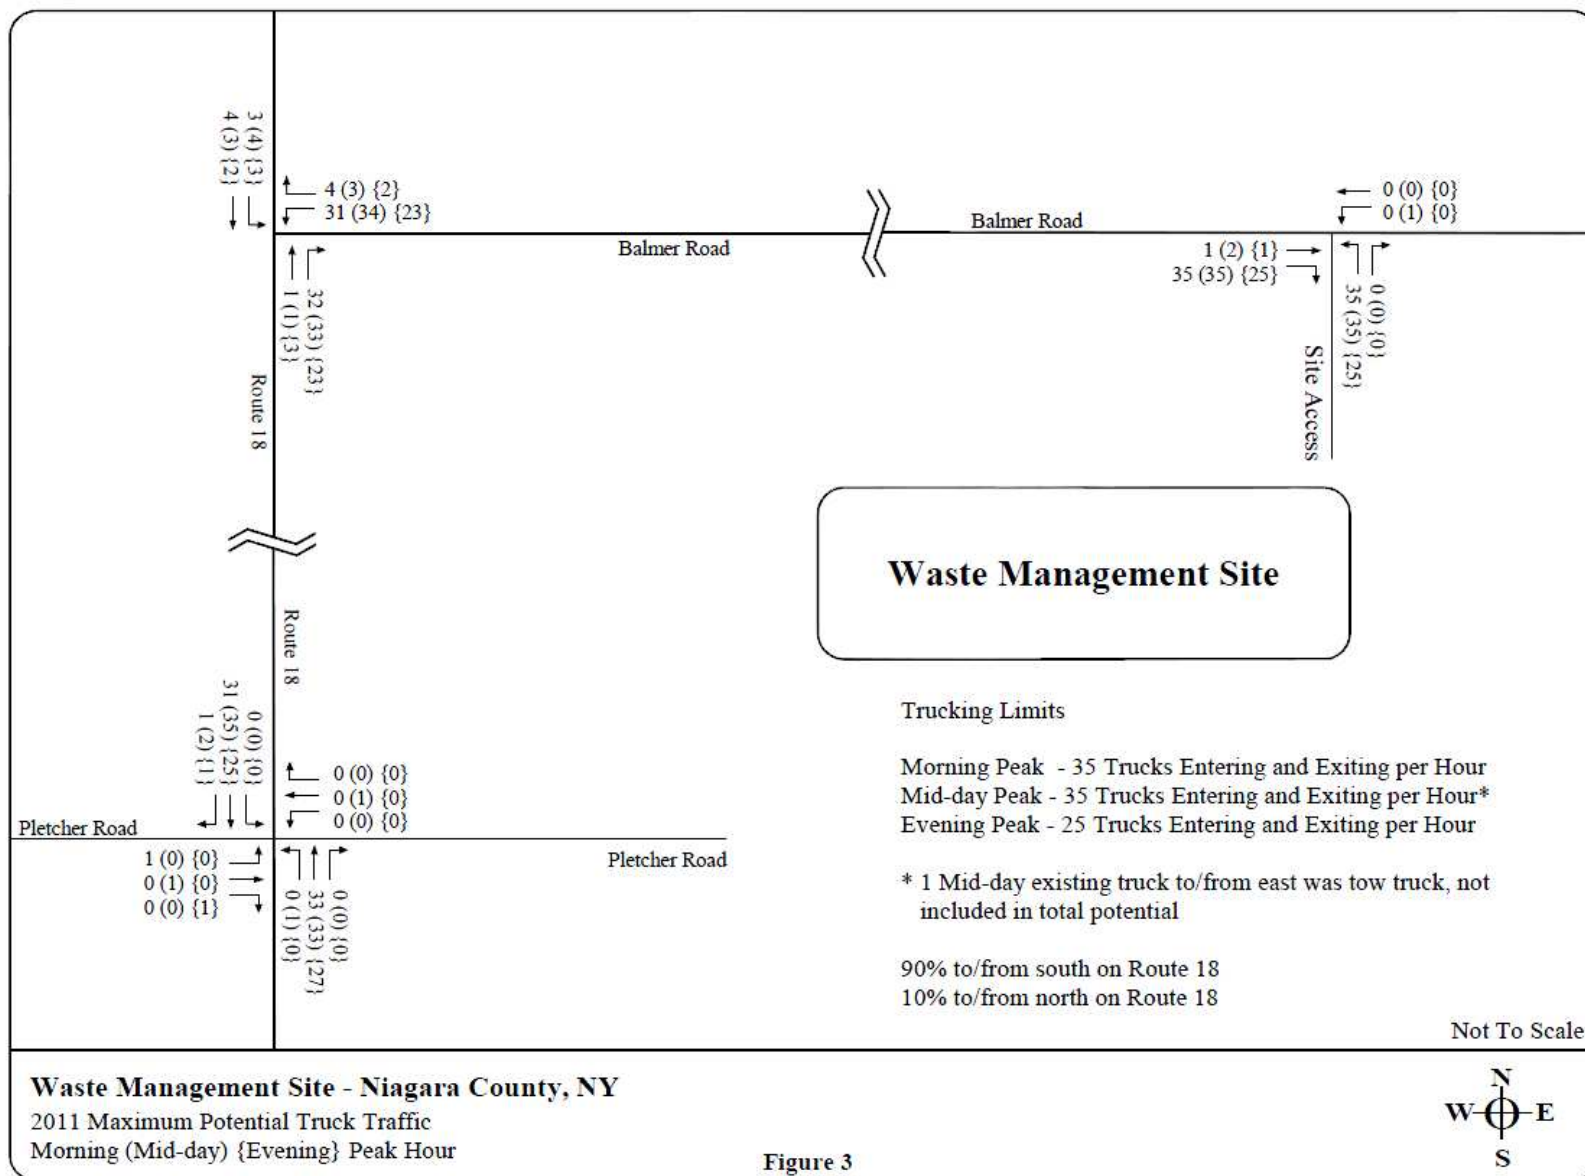 3 (4) {3}
4 (3) {2}
4 (3) {2}
31 (34) {23}
Balmer Road
Balmer Road
0 (0) {0}
0 (1) {0}
1 (2) {1}
35 (35) {25}
0 (0) {0}
35 (35) {25}
Site Access
32 (33) {23}
1 (1) {3}
Route 18
Waste Management Site
Route 18
0 (0) {0}
31 (35) {25}
1 (2) {1}
0 (0) {0}
0 (1) {0}
0 (0) {0}
Pletcher Road
Pletcher Road
1 (0) {0}
0 (1) {0}
0 (0) {1}
0 (0) {0}
33 (33) {27}
0 (1) {0}
Trucking Limits
Morning Peak - 35 Trucks Entering and Exiting per Hour
Mid-day Peak - 35 Trucks Entering and Exiting per Hour*
Evening Peak - 25 Trucks Entering and Exiting per Hour
* 1 Mid-day existing truck to/from east was tow truck, not
included in total potential
90% to/from south on Route 18
10% to/from north on Route 18
Not To Scale
Waste Management Site - Niagara County, NY
2011 Maximum Potential Truck Traffic
Morning (Mid-day) {Evening} Peak Hour
Figure 3
N
W E
S